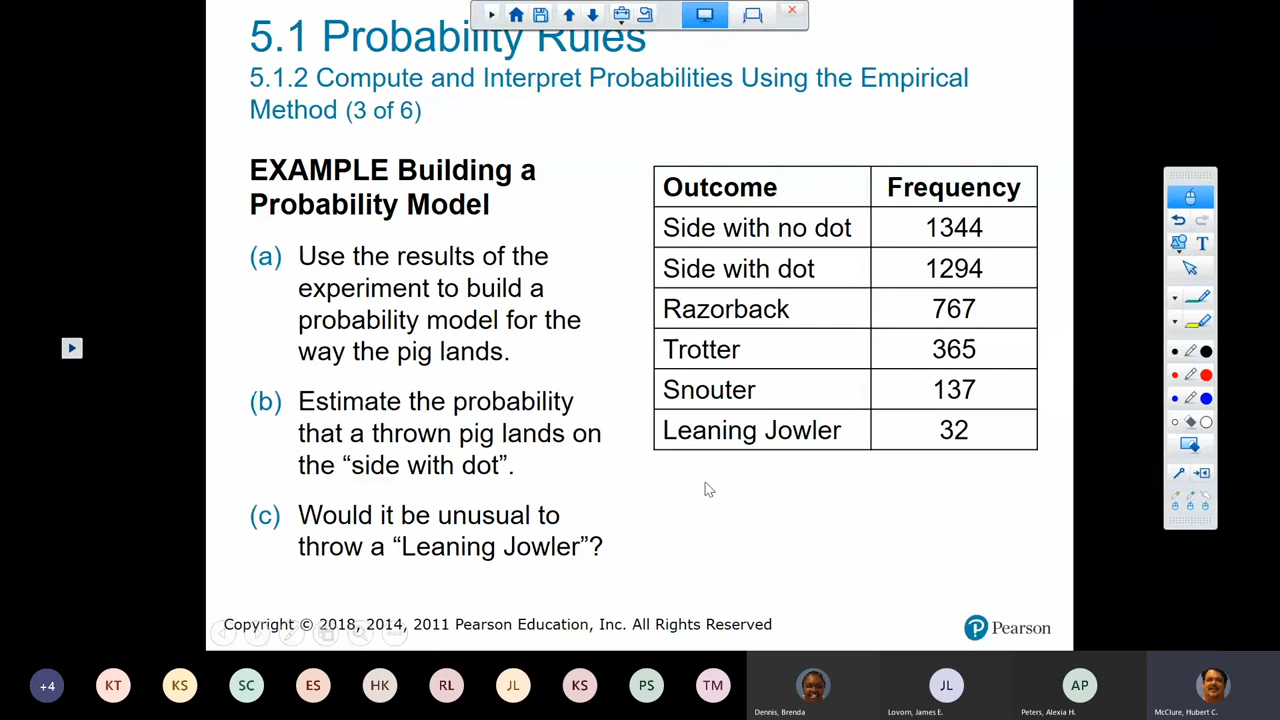 5.1 Probability Rules
5.1.2 Compute and Interpret Probabilities Using the Empirical
Method (3 of 6)
EXAMPLE Building a
Probability Model
(a) Use the results of the
experiment to build a
probability model for the
way the pig lands.
(b) Estimate the probability
that a thrown pig lands on
the “side with dot”.
(c) Would it be unusual to
throw a “Leaning Jowler”?
Outcome Frequency
Side with no dot 1344
Side with dot 1294
Razorback 767
Trotter 365
Snouter 137
Leaning Jowler 32
T
Copyright © 2018, 2014, 2011 Pearson Education, Inc. All Rights Reserved
Pearson
+4 KT KS SC ES HK RL JL KS PS TM JL AP
Dennis, Brenda Lovorn, James E. Peters, Alexia H. McClure, Hubert C.